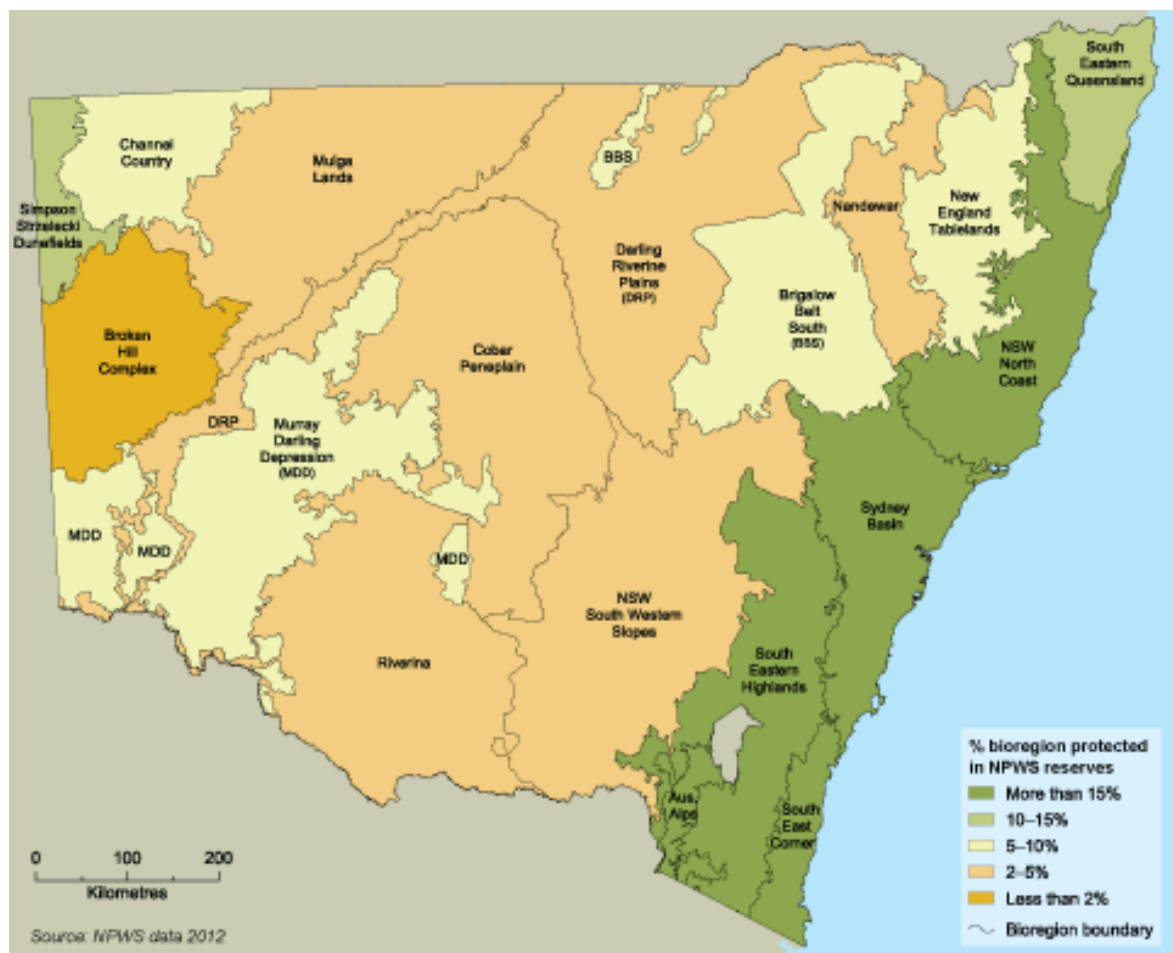 South
Eastern
Queensland
Channel
Country
Mulga
Lands
BBS
Simpson
Strzelecki
Dunefields
Nandewar
New
England
Tablelands
Darling
Riverine
Plains
(DRP)
Brigalow
Belt
South
(BBS)
Broken
Hill
Complex
Cobar
Peneplain
NSW
North
Coast
DRP
Murray
Darling
Depression
(MDD)
Sydney
Basin
MDD
MDD
MDD
NSW
South Western
Slopes
Riverina
South
Eastern
Highlands
Aus.
Alps
South
East
Corner
% bioregion protected
in NPWS reserves
More than 15%
10–15%
5–10%
2–5%
Less than 2%
Bioregion boundary
0 100 200
Kilometres
Source: NPWS data 2012